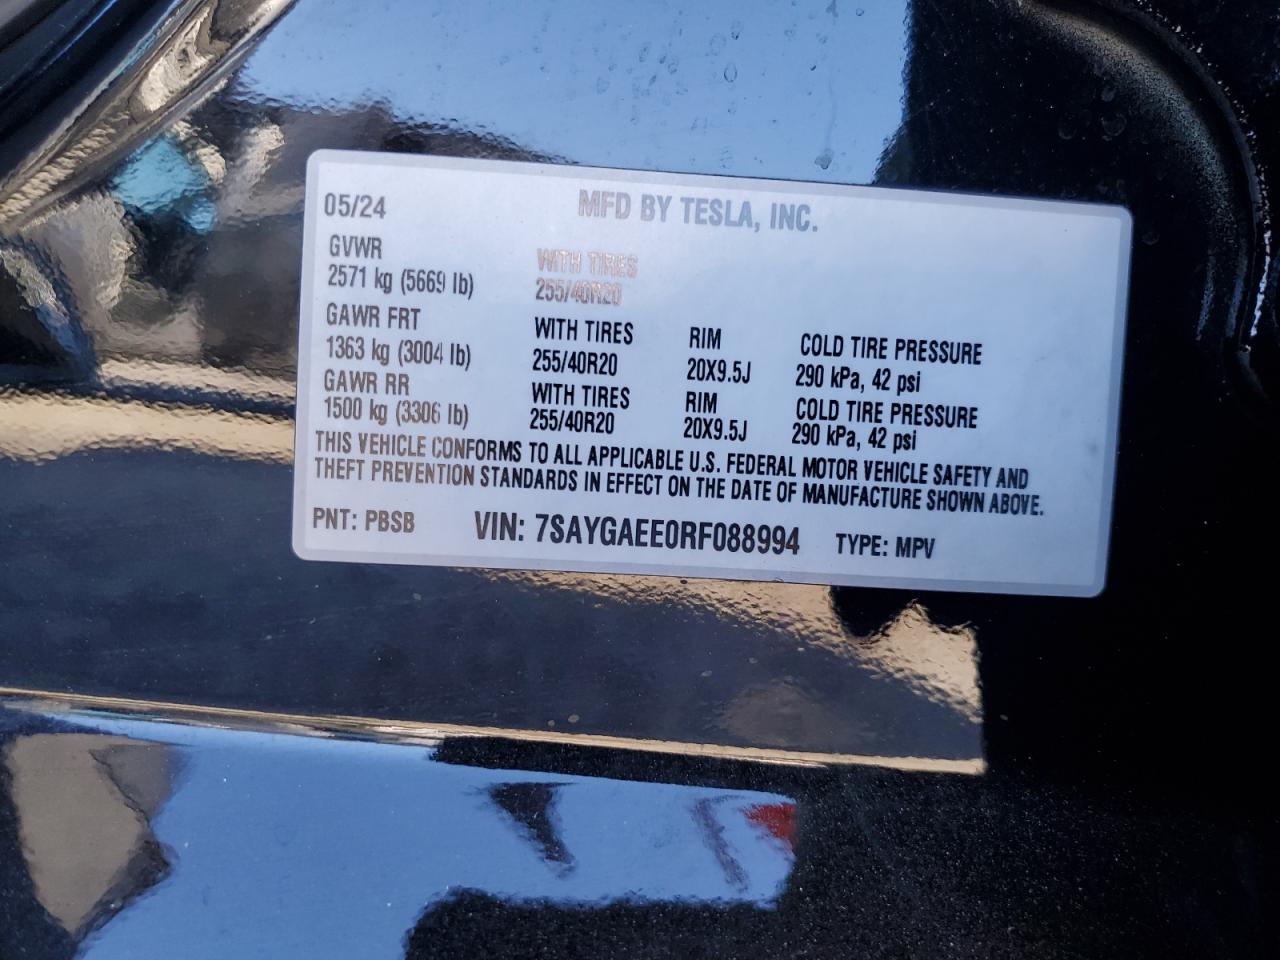 05/24 MFD BY TESLA, INC.
GVWR WITH TIRES
2571 kg (5669 lb) 255/40R20
GAWR FRT WITH TIRES RIM COLD TIRE PRESSURE
1363 kg (3004 lb) 255/40R20 20X9.5J 290 kPa, 42 psi
GAWR RR WITH TIRES RIM COLD TIRE PRESSURE
1500 kg (3306 lb) 255/40R20 20X9.5J 290 kPa, 42 psi
THIS VEHICLE CONFORMS TO ALL APPLICABLE U.S. FEDERAL MOTOR VEHICLE SAFETY AND
THEFT PREVENTION STANDARDS IN EFFECT ON THE DATE OF MANUFACTURE SHOWN ABOVE.
PNT: PBSB VIN: 7SAYGAEE0RF088994 TYPE: MPV